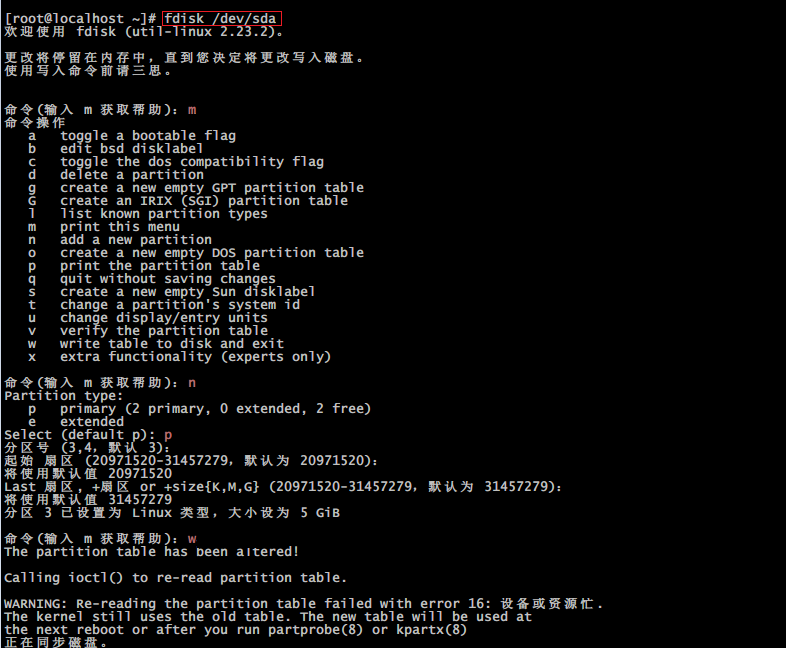 [root@localhost ~]# fdisk /dev/sda
欢迎使用 fdisk (util-linux 2.23.2)。
更改将停留在内存中，直到您决定将更改写入磁盘。
使用写入命令前请三思。
命令(输入 m 获取帮助)：m
命令操作
   a   toggle a bootable flag
   b   edit bsd disklabel
   c   toggle the dos compatibility flag
   d   delete a partition
   g   create a new empty GPT partition table
   G   create an IRIX (SGI) partition table
   l   list known partition types
   m   print this menu
   n   add a new partition
   o   create a new empty DOS partition table
   p   print the partition table
   q   quit without saving changes
   s   create a new empty Sun disklabel
   t   change a partition's system id
   u   change display/entry units
   v   verify the partition table
   w   write table to disk and exit
   x   extra functionality (experts only)
命令(输入 m 获取帮助)：n
Partition type:
   p   primary (2 primary, 0 extended, 2 free)
   e   extended
Select (default p): p
分区号 (3,4，默认 3)：
起始 扇区 (20971520-31457279，默认为 20971520)：
将使用默认值 20971520
Last 扇区, +扇区 or +size{K,M,G} (20971520-31457279，默认为 31457279)：
将使用默认值 31457279
分区 3 已设置为 Linux 类型，大小设为 5 GiB
命令(输入 m 获取帮助)：w
The partition table has been altered!
Calling ioctl() to re-read partition table.
WARNING: Re-reading the partition table failed with error 16: 设备或资源忙.
The kernel still uses the old table. The new table will be used at
the next reboot or after you run partprobe(8) or kpartx(8)
正在同步磁盘。